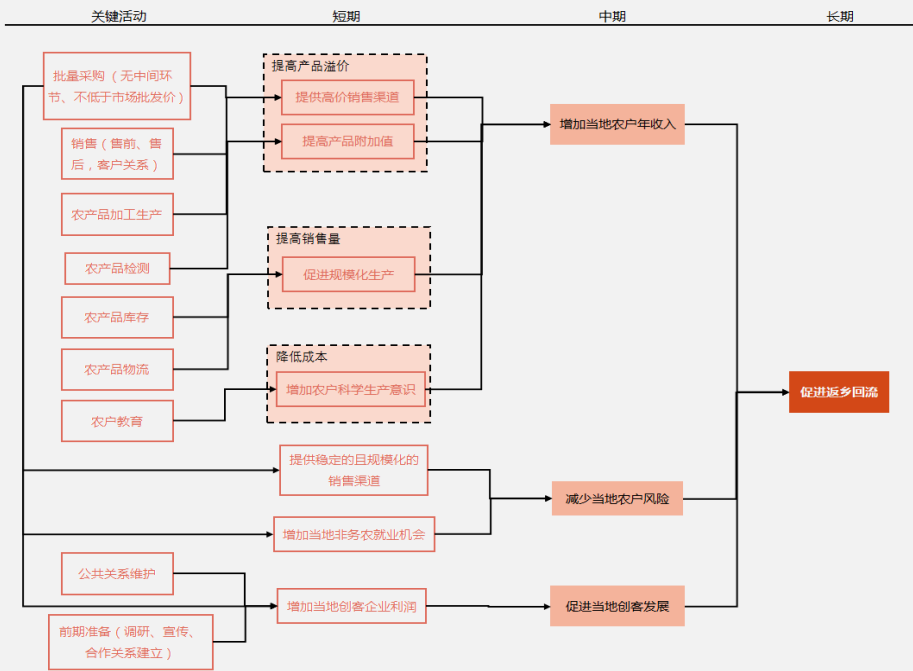 关键活动
短期
中期
长期
批量采购（无中间环
节、不低于市场批发价）
销售（售前、售
后，客户关系）
农产品加工生产
农产品检测
农产品库存
农产品物流
农户教育
公共关系维护
前期准备（调研、宣传、
合作关系建立）
提高产品溢价
提供高价销售渠道
提高产品附加值
提高销售量
促进规模化生产
降低成本
增加农户科学生产意识
提供稳定的且规模化的
销售渠道
增加当地非务农就业机会
增加当地创客企业利润
增加当地农户年收入
减少当地农户风险
促进当地创客发展
促进返乡回流